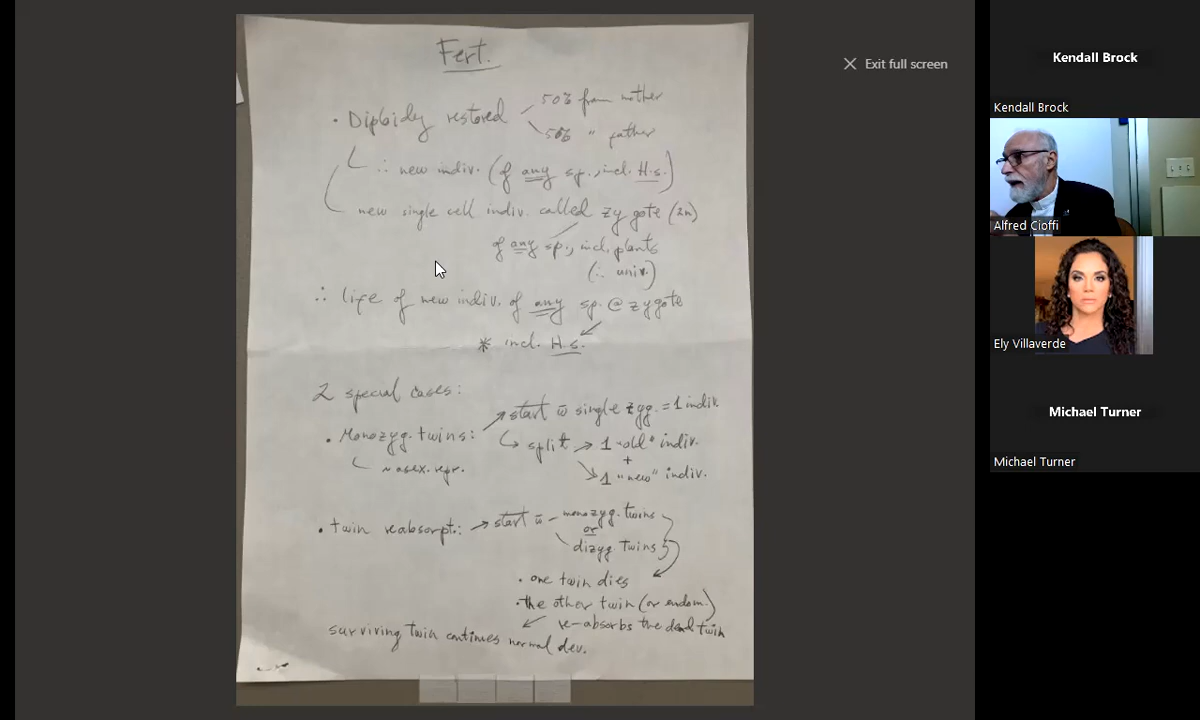 Fert.
• Diploidy restored
50% from mother
50% " father
∴ new indiv. (of any sp., incl. H.s.)
new single cell indiv. called zygote (2n)
of any sp., incl. plants
(∴ univ.)
∴ life of new indiv. of any sp. @ zygote
* incl. H.s.
2 special cases:
• Monozyg. twins: → start w̄ single zyg. = 1 indiv.
~ asex. repr.
↳ split → 1 "old" indiv.
+
1 "new" indiv.
• twin reabsorpt.: → start w̄ monozyg. twins
or
dizyg twins
• one twin dies
• the other twin (or endom.)
re-absorbs the dead twin
surviving twin continues normal dev.
Exit full screen
Kendall Brock
Kendall Brock
Alfred Cioffi
Ely Villaverde
Michael Turner
Michael Turner